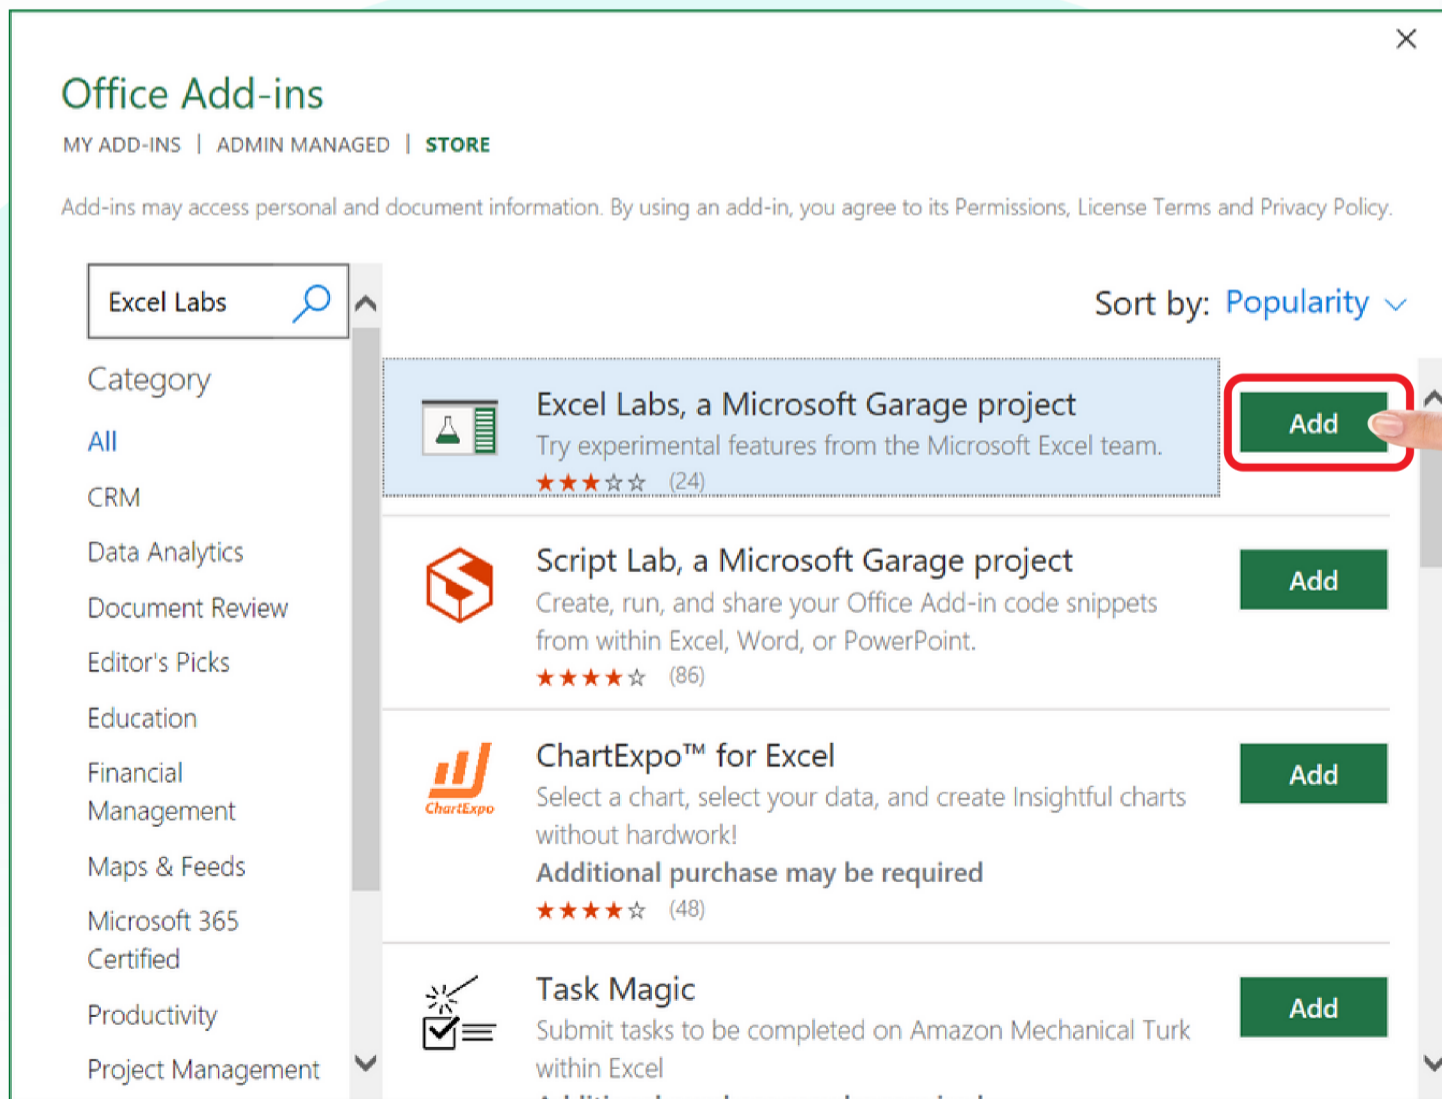 Office Add-ins
MY ADD-INS | ADMIN MANAGED | STORE
Add-ins may access personal and document information. By using an add-in, you agree to its Permissions, License Terms and Privacy Policy.
Excel Labs
Sort by: Popularity
Category
All
CRM
Data Analytics
Document Review
Editor's Picks
Education
Financial
Management
Maps & Feeds
Microsoft 365
Certified
Productivity
Project Management
Excel Labs, a Microsoft Garage project
Try experimental features from the Microsoft Excel team.
(24)
Add
Script Lab, a Microsoft Garage project
Create, run, and share your Office Add-in code snippets
from within Excel, Word, or PowerPoint.
(86)
Add
ChartExpo
ChartExpo™ for Excel
Select a chart, select your data, and create Insightful charts
without hardwork!
Additional purchase may be required
(48)
Add
Task Magic
Submit tasks to be completed on Amazon Mechanical Turk
within Excel
Add